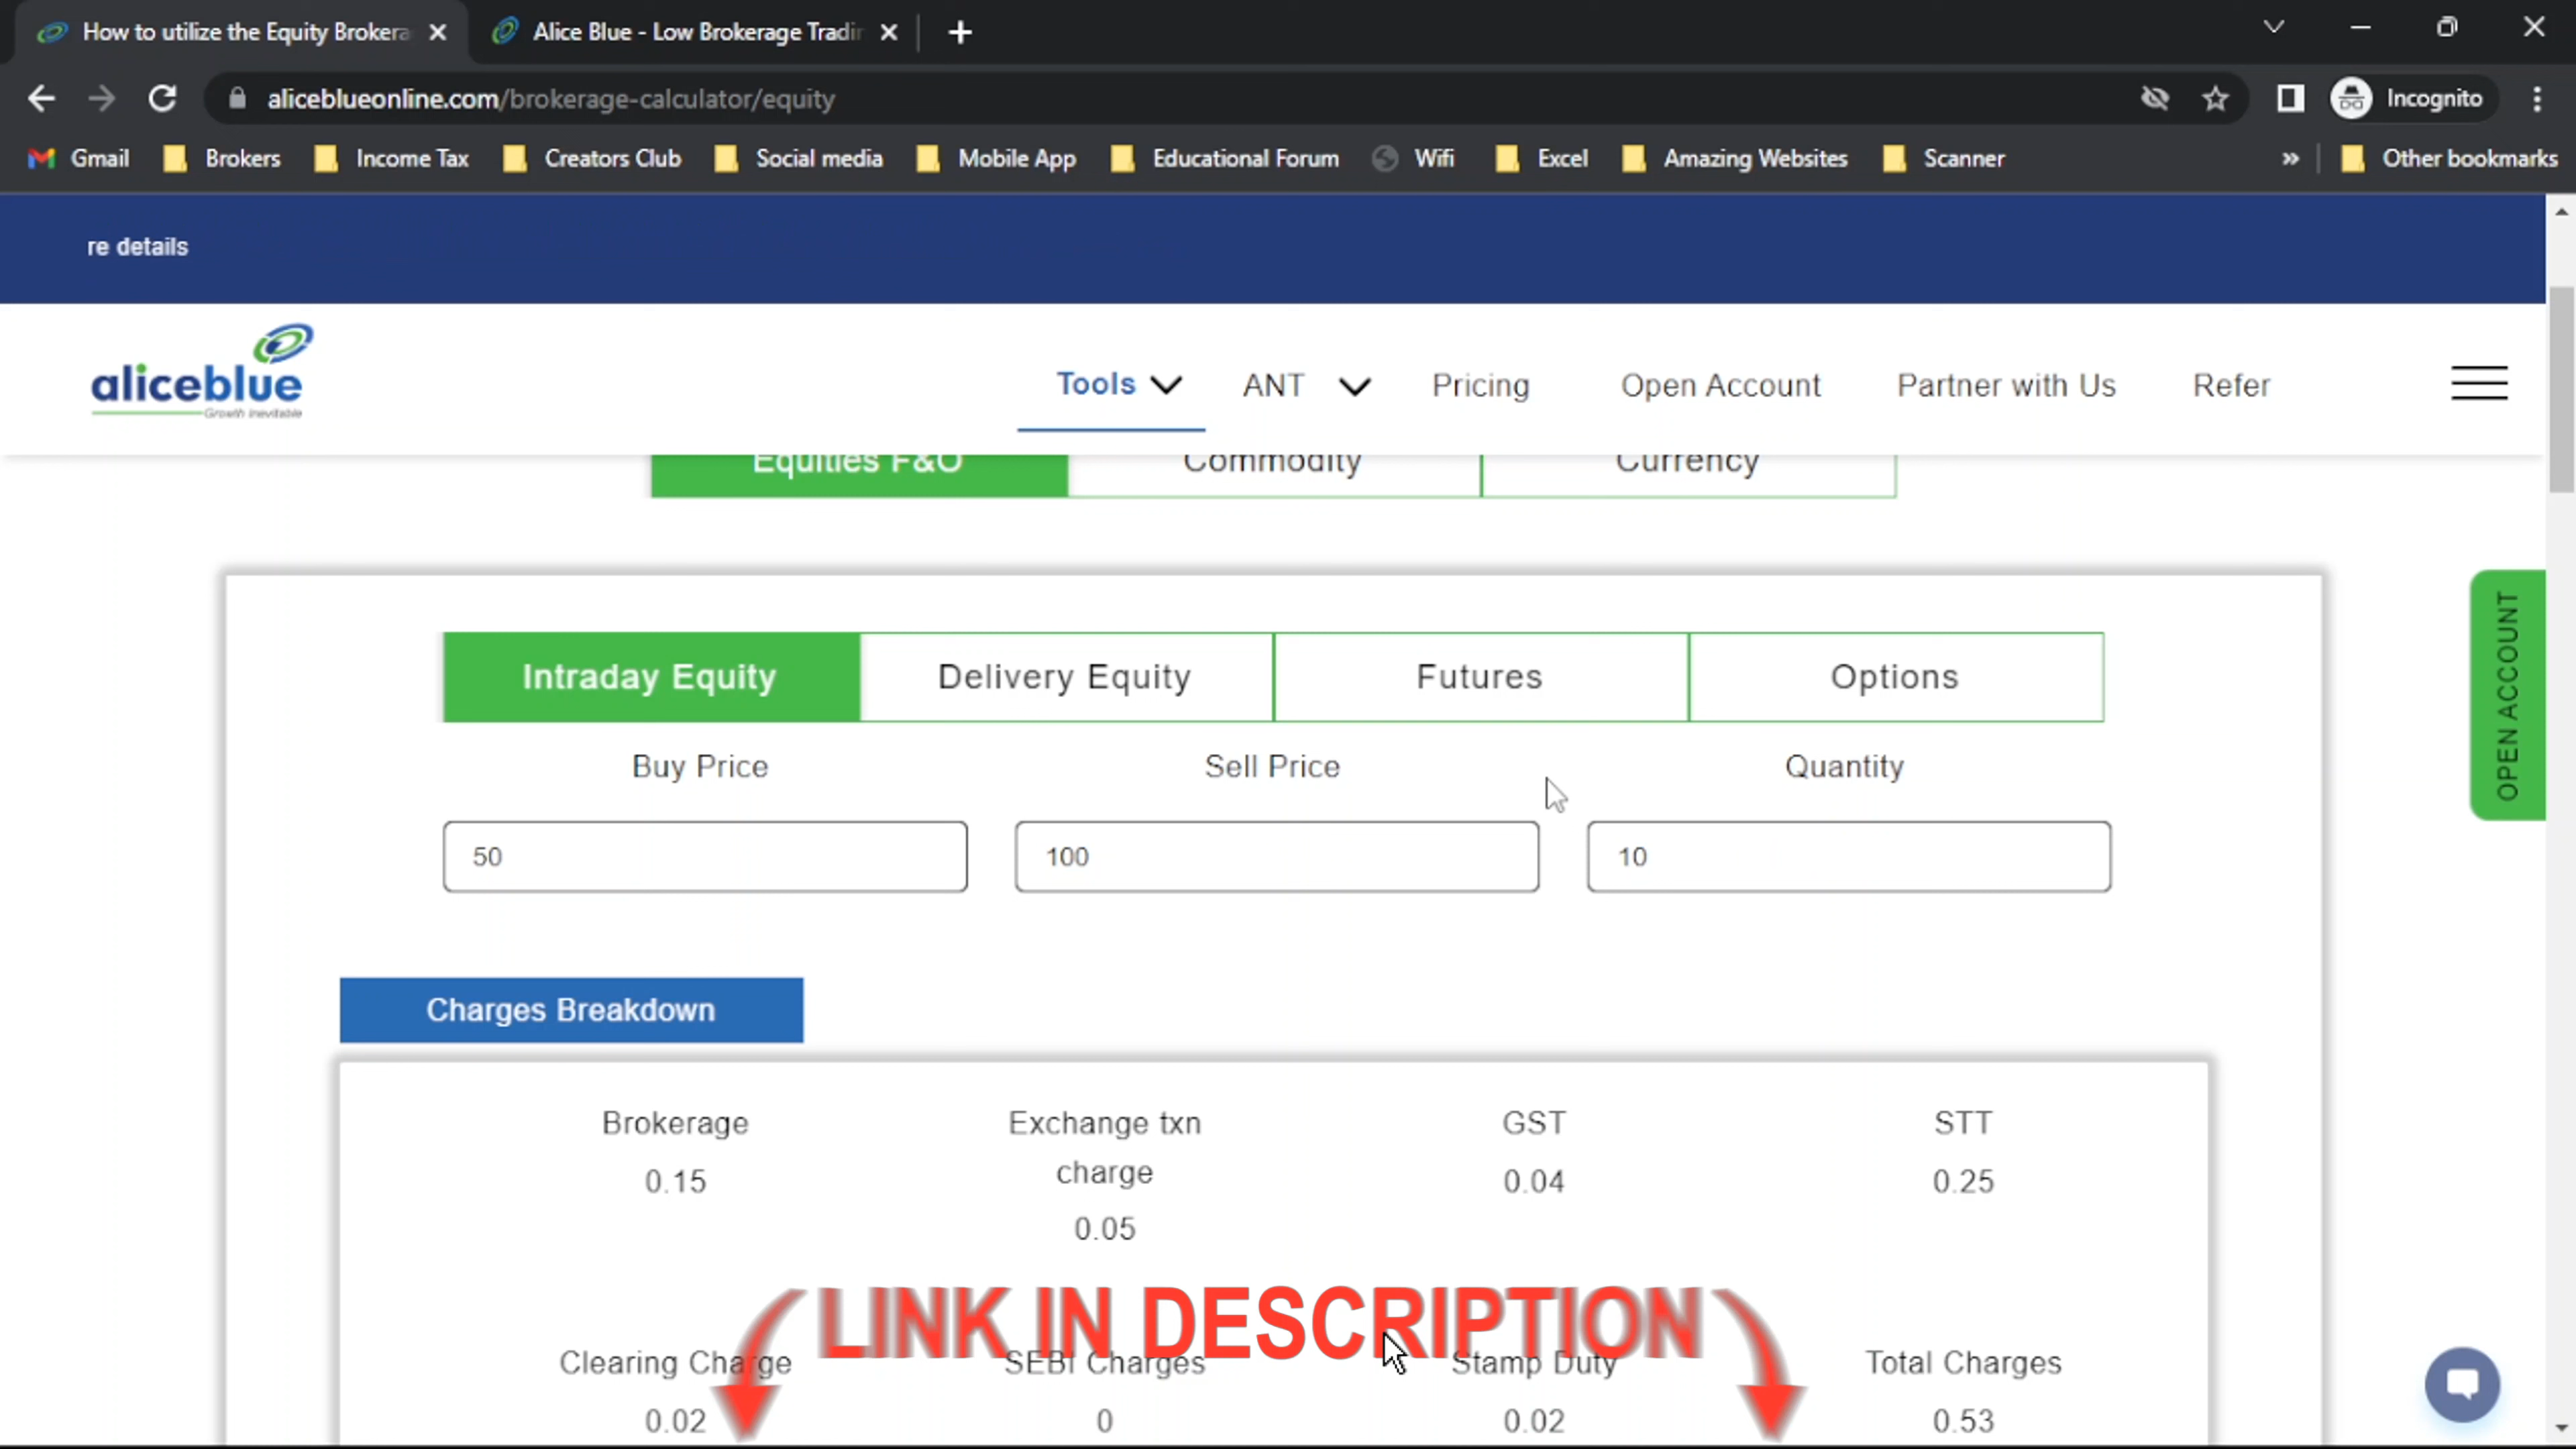 How to utilize the Equity Brokera
Alice Blue - Low Brokerage Tradin
aliceblueonline.com/brokerage-calculator/equity
Incognito
Gmail Brokers Income Tax Creators Club Social media Mobile App Educational Forum Wifi Excel Amazing Websites Scanner » Other bookmarks
re details
aliceblue
Growth Inevitable
Tools ANT Pricing Open Account Partner with Us Refer
Equities F&O Commodity Currency
Intraday Equity Delivery Equity Futures Options
OPEN ACCOUNT
Buy Price Sell Price Quantity
50 100 10
Charges Breakdown
Brokerage Exchange txn GST STT
charge
0.15 0.04 0.25
0.05
LINK IN DESCRIPTION
Clearing Charge SEBI Charges Stamp Duty Total Charges
0.02 0 0.02 0.53